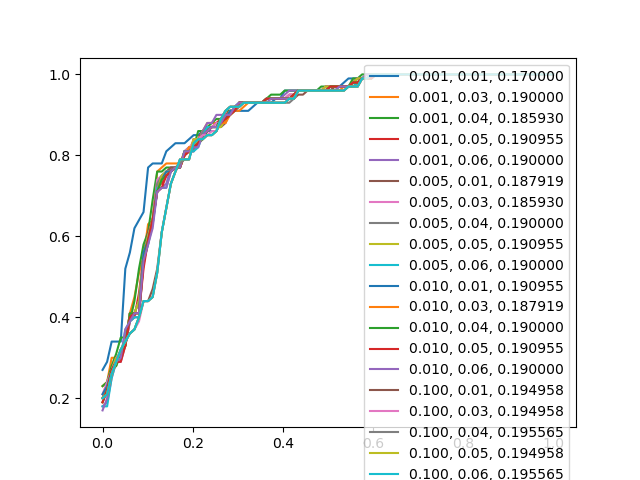 1.0
0.8
0.6
0.4
0.2
0.0
0.2
0.4
0.6
0.8
1.0
0.001, 0.01, 0.170000
0.001, 0.03, 0.190000
0.001, 0.04, 0.185930
0.001, 0.05, 0.190955
0.001, 0.06, 0.190000
0.005, 0.01, 0.187919
0.005, 0.03, 0.185930
0.005, 0.04, 0.190000
0.005, 0.05, 0.190955
0.005, 0.06, 0.190000
0.010, 0.01, 0.190955
0.010, 0.03, 0.187919
0.010, 0.04, 0.190000
0.010, 0.05, 0.190955
0.010, 0.06, 0.190000
0.100, 0.01, 0.194958
0.100, 0.03, 0.194958
0.100, 0.04, 0.195565
0.100, 0.05, 0.194958
0.100, 0.06, 0.195565